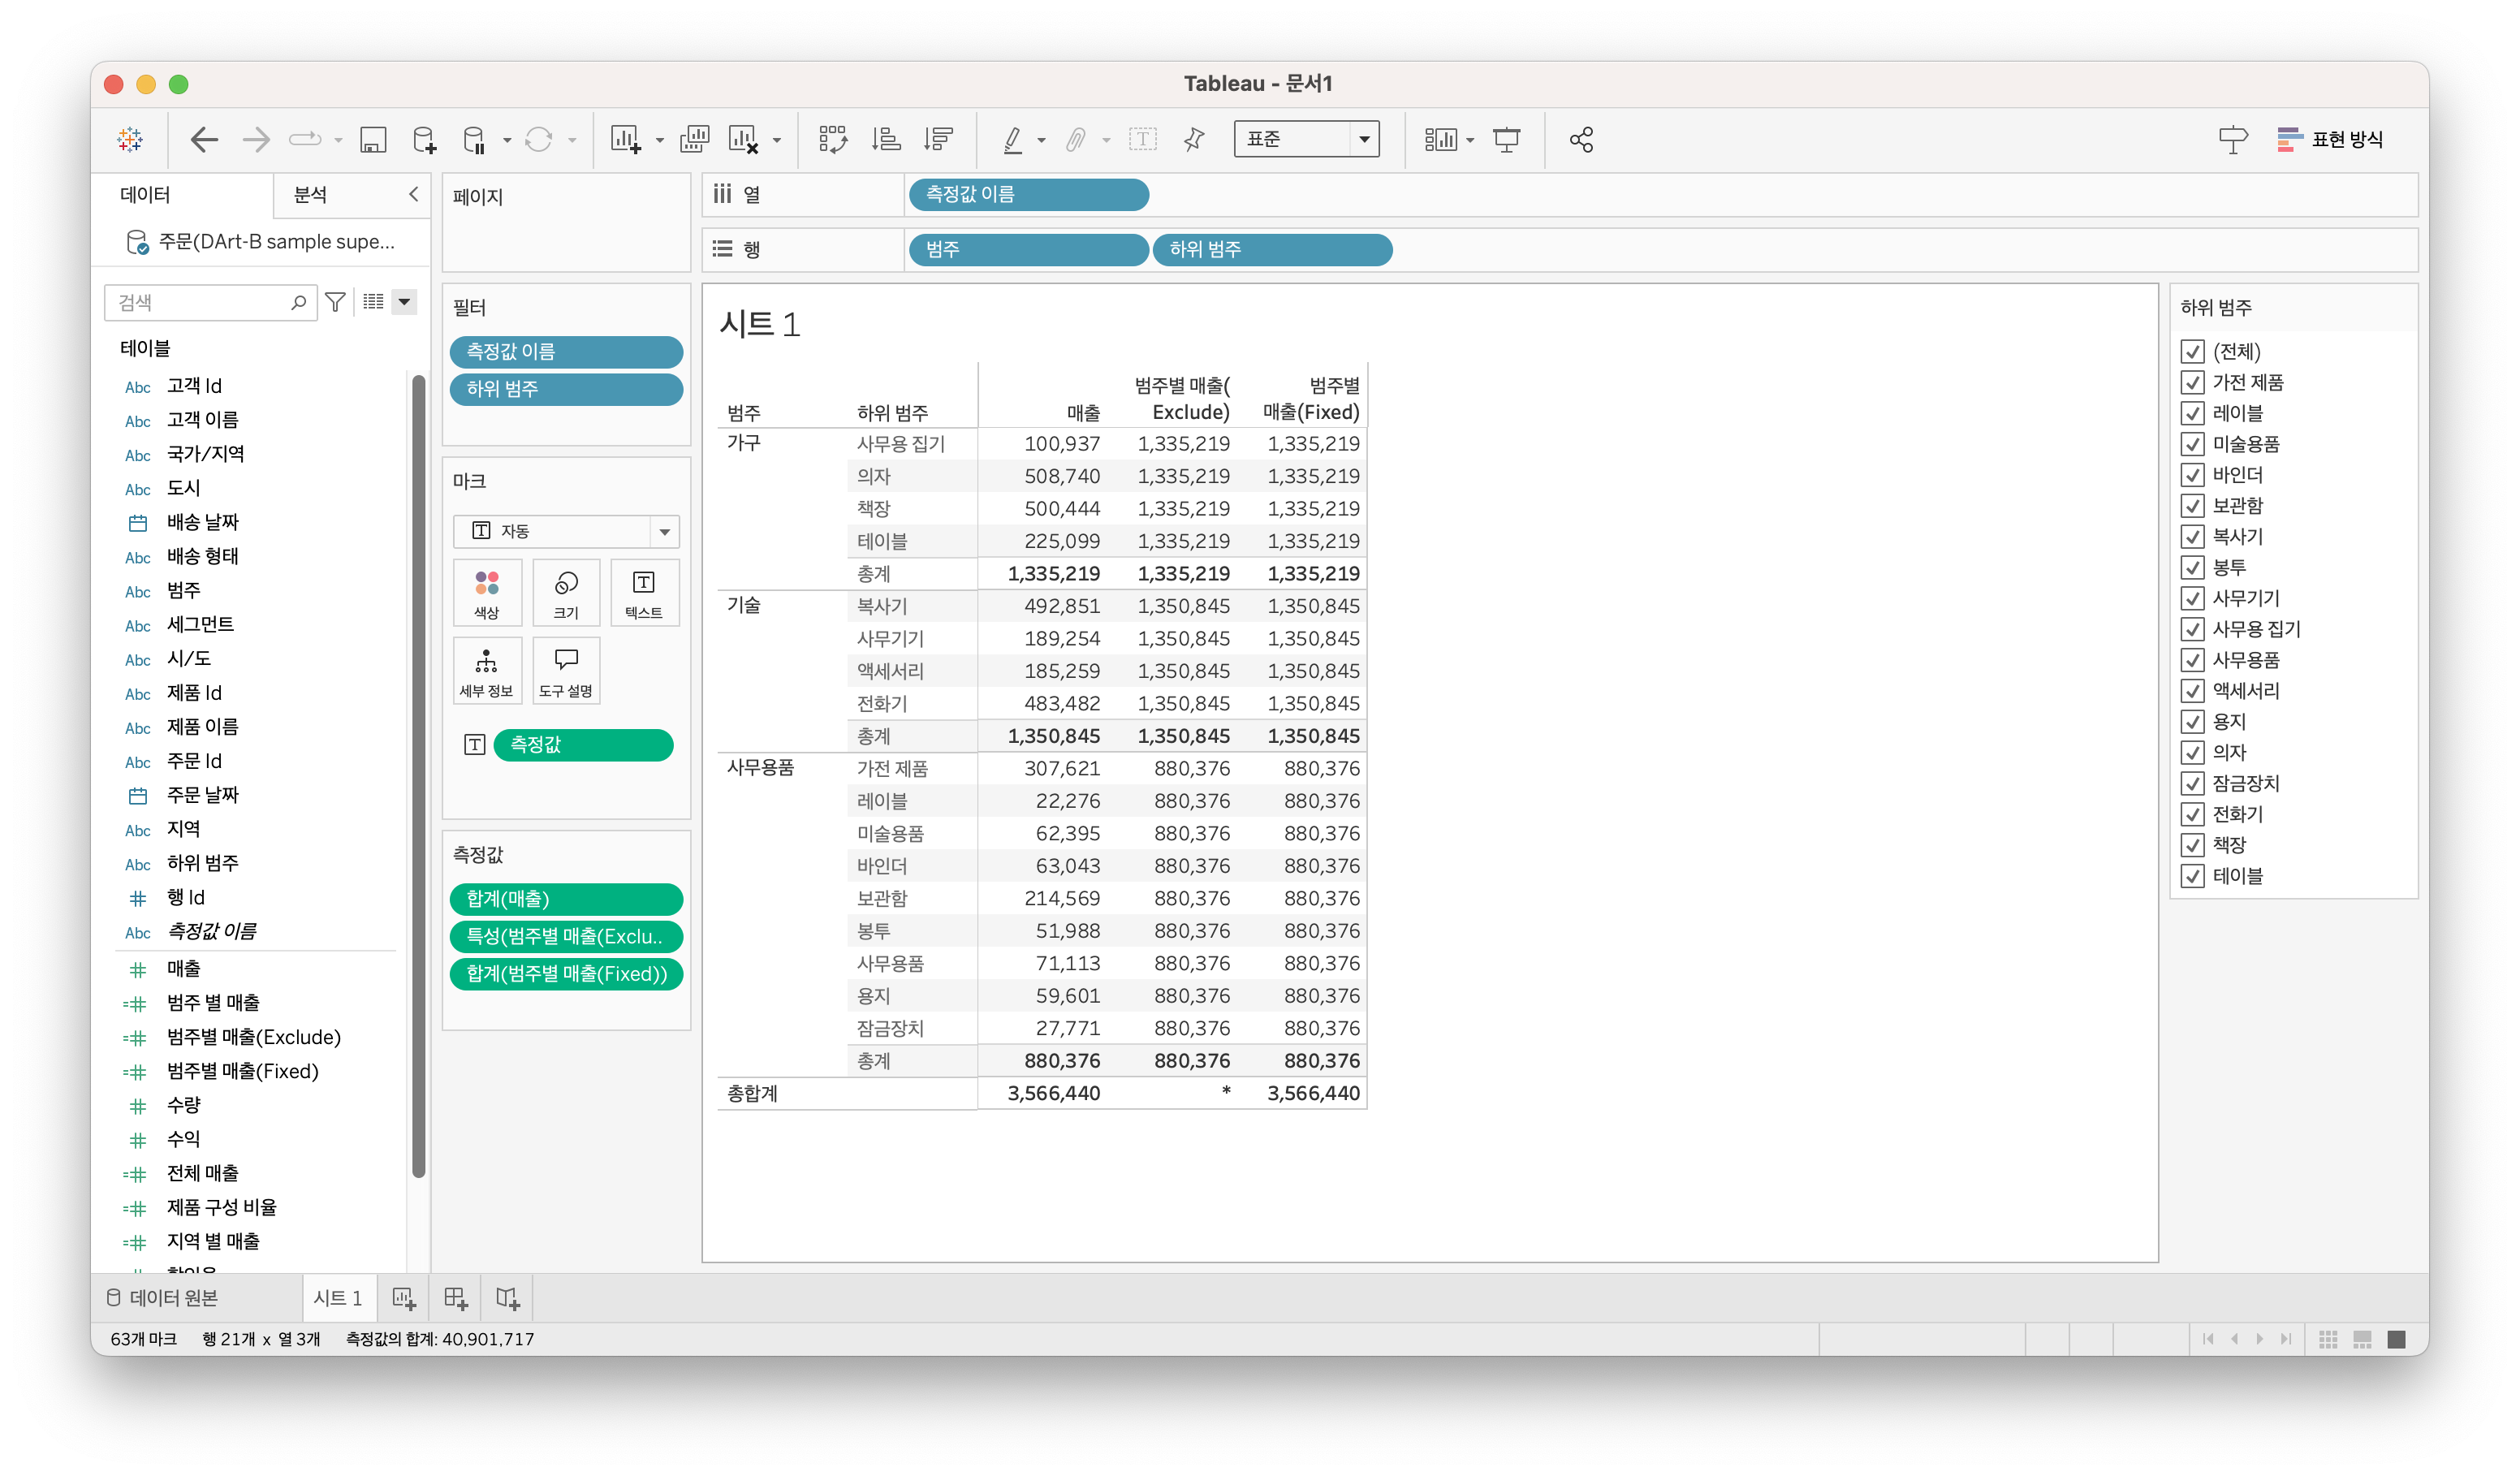 Tableau - 문서1
표준
표현 방식
데이터
분석
주문(DArt-B sample supe...
검색
테이블
Abc 고객 Id
Abc 고객 이름
Abc 국가/지역
Abc 도시
배송 날짜
Abc 배송 형태
Abc 범주
Abc 세그먼트
Abc 시/도
Abc 제품 Id
Abc 제품 이름
Abc 주문 Id
주문 날짜
Abc 지역
Abc 하위 범주
# 행 Id
Abc 측정값 이름
# 매출
=# 범주 별 매출
=# 범주별 매출(Exclude)
=# 범주별 매출(Fixed)
# 수량
# 수익
=# 전체 매출
=# 제품 구성 비율
=# 지역 별 매출
페이지
필터
측정값 이름
하위 범주
마크
T 자동
색상
크기
T 텍스트
세부 정보
도구 설명
T 측정값
측정값
합계(매출)
특성(범주별 매출(Exclu..
합계(범주별 매출(Fixed))
열 측정값 이름
행 범주 하위 범주
시트 1
범주 하위 범주 매출 범주별 매출( Exclude) 범주별 매출(Fixed)
가구 사무용 집기 100,937 1,335,219 1,335,219
의자 508,740 1,335,219 1,335,219
책장 500,444 1,335,219 1,335,219
테이블 225,099 1,335,219 1,335,219
총계 1,335,219 1,335,219 1,335,219
기술 복사기 492,851 1,350,845 1,350,845
사무기기 189,254 1,350,845 1,350,845
액세서리 185,259 1,350,845 1,350,845
전화기 483,482 1,350,845 1,350,845
총계 1,350,845 1,350,845 1,350,845
사무용품 가전 제품 307,621 880,376 880,376
레이블 22,276 880,376 880,376
미술용품 62,395 880,376 880,376
바인더 63,043 880,376 880,376
보관함 214,569 880,376 880,376
봉투 51,988 880,376 880,376
사무용품 71,113 880,376 880,376
용지 59,601 880,376 880,376
잠금장치 27,771 880,376 880,376
총계 880,376 880,376 880,376
총합계 3,566,440 * 3,566,440
하위 범주
(전체)
가전 제품
레이블
미술용품
바인더
보관함
복사기
봉투
사무기기
사무용 집기
사무용품
액세서리
용지
의자
잠금장치
전화기
책장
테이블
데이터 원본
시트 1
63개 마크 행 21개 x 열 3개 측정값의 합계: 40,901,717